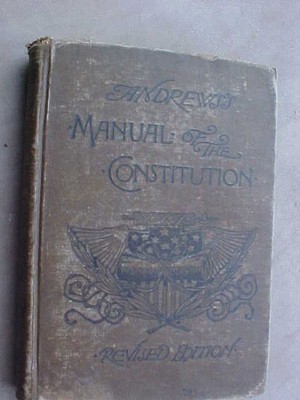 ANDREWS'S
MANUAL OF THE
CONSTITUTION
REVISED EDITION